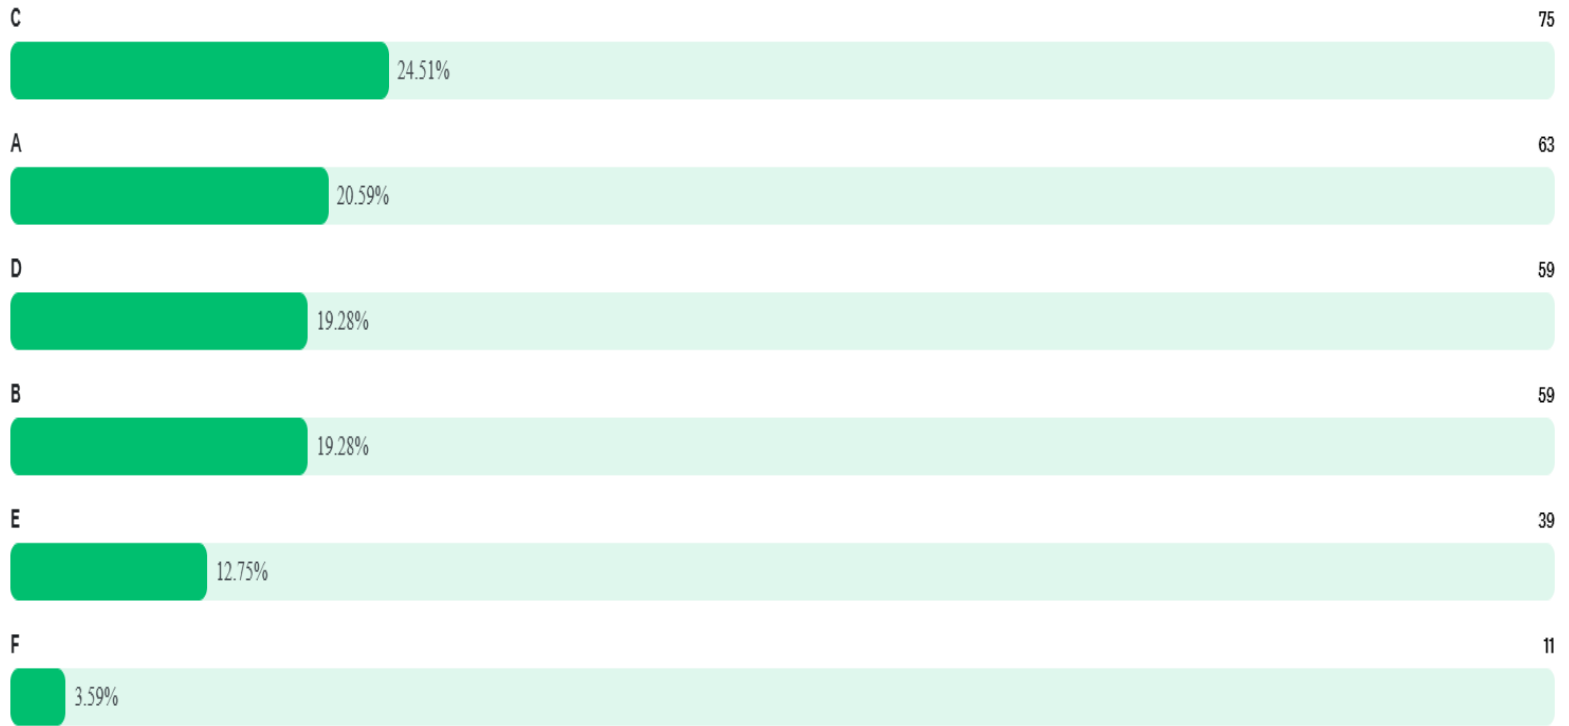 C 75
24.51%
A 63
20.59%
D 59
19.28%
B 59
19.28%
E 39
12.75%
F 11
3.59%